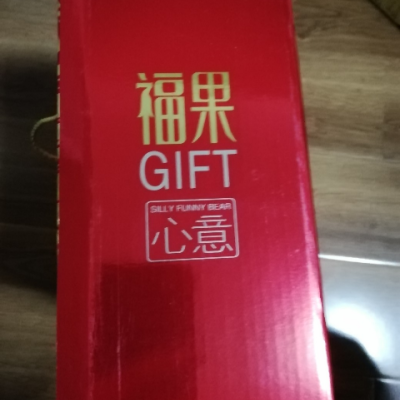 福果
GIFT
SILLY FUNNY BEAR
心意